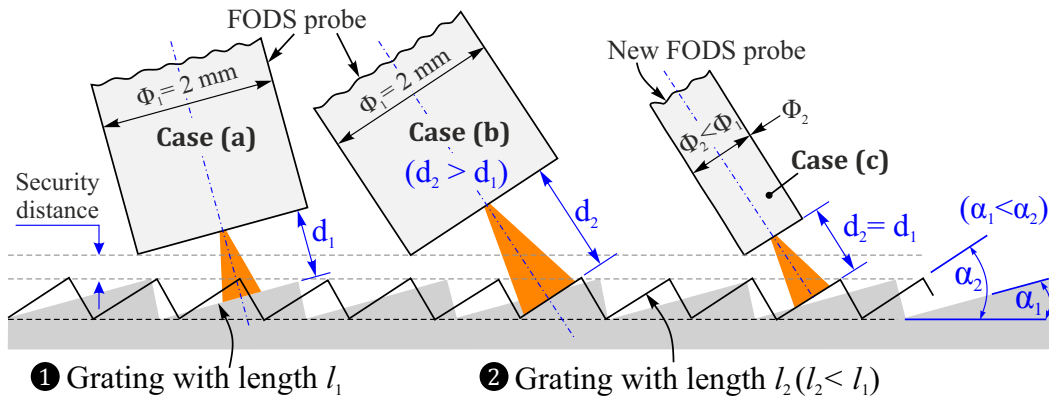 FODS probe
New FODS probe
Φ₁= 2 mm
Φ₁= 2 mm
Φ₂<Φ₁
Φ₂
Case (a)
Case (b)
(d₂ > d₁)
Case (c)
Security
distance
d₁
d₂
d₂= d₁
(α₁<α₂)
α₂
α₁
❶ Grating with length l₁
❷ Grating with length l₂ (l₂< l₁)